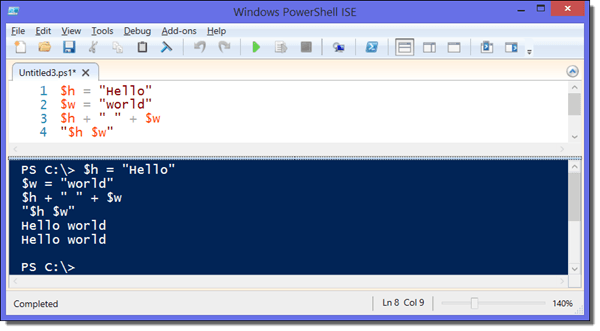 Windows PowerShell ISE
File Edit View Tools Debug Add-ons Help
Untitled3.ps1*
1 $h = "Hello"
2 $w = "world"
3 $h + " " + $w
4 "$h $w"
PS C:\> $h = "Hello"
$w = "world"
$h + " " + $w
"$h $w"
Hello world
Hello world
PS C:\>
Completed Ln 8 Col 9 140%